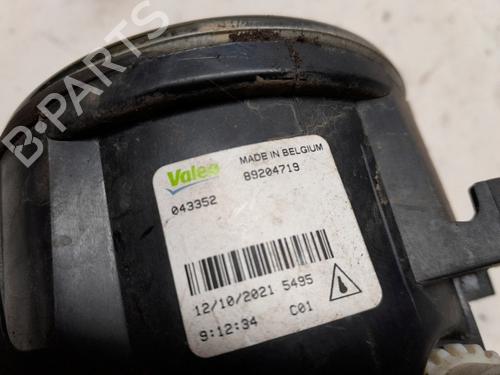 B-PARTS
Valeo
MADE IN BELGIUM
89204719
043352
12/10/2021 5495
9:12:34 C01